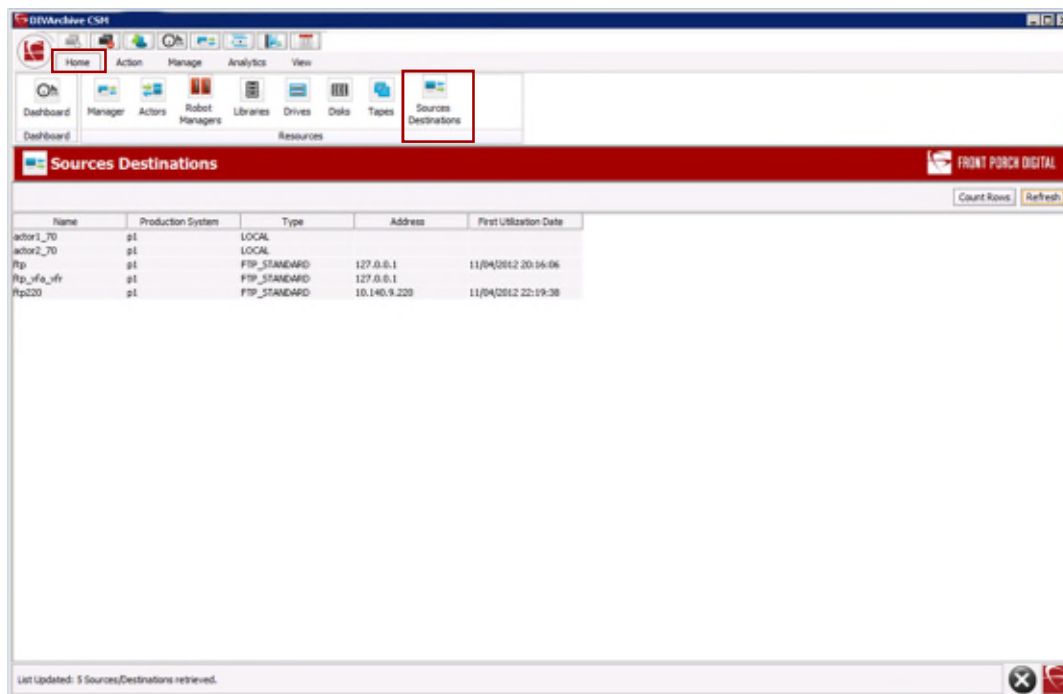 DIVArchive CSM
Home Action Manage Analytics View
Dashboard Manager Actors Robot Managers Libraries Drives Disks Tapes Sources Destinations
Dashboard Resources
Sources Destinations FRONT PORCH DIGITAL
Count Rows Refresh
Name Production System Type Address First Utilization Date
actor1_70 p1 LOCAL
actor2_70 p1 LOCAL
ftp p1 FTP_STANDARD 127.0.0.1 11/04/2012 20:16:06
ftp_vfa_vfr p1 FTP_STANDARD 127.0.0.1
ftp220 p1 FTP_STANDARD 10.140.9.220 11/04/2012 22:19:38
List Updated: 5 Sources/Destinations retrieved.